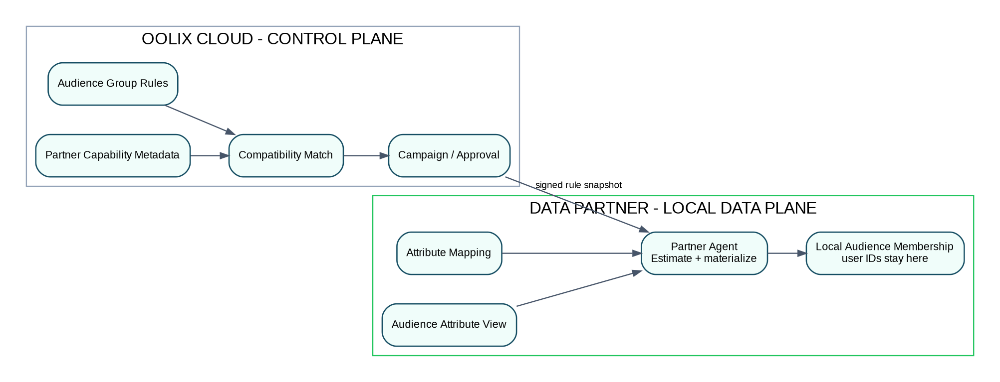 OOLIX CLOUD - CONTROL PLANE
Audience Group Rules
Partner Capability Metadata
Compatibility Match
Campaign / Approval
signed rule snapshot
DATA PARTNER - LOCAL DATA PLANE
Attribute Mapping
Partner Agent
Estimate + materialize
Local Audience Membership
user IDs stay here
Audience Attribute View